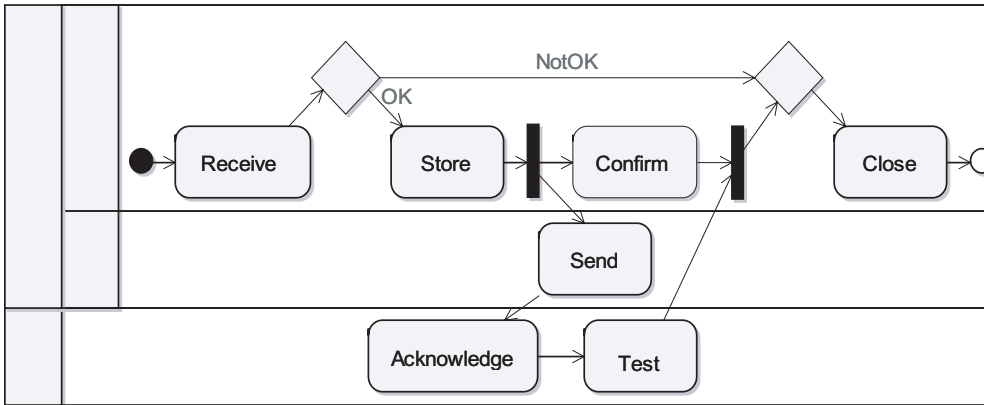 NotOK
OK
Receive
Store
Confirm
Close
Send
Acknowledge
Test